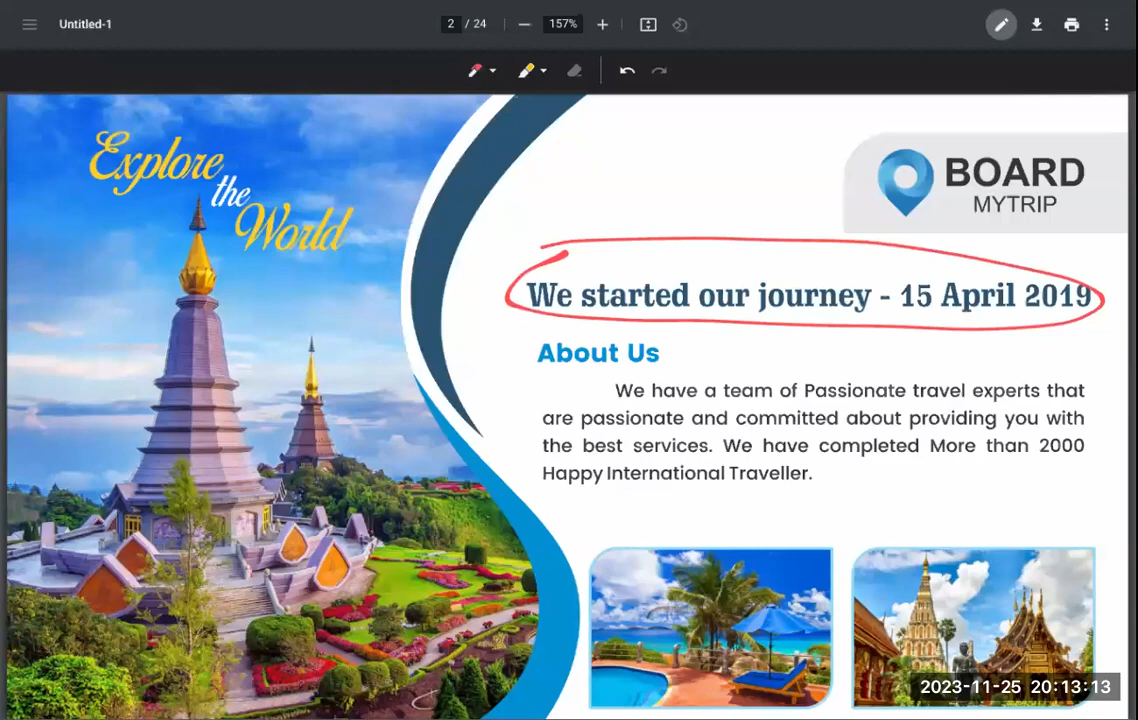 Untitled-1
2 / 24
157%
Explore
the
World
BOARD
MYTRIP
We started our journey - 15 April 2019
About Us
We have a team of Passionate travel experts that
are passionate and committed about providing you with
the best services. We have completed More than 2000
Happy International Traveller.
2023-11-25 20:13:13